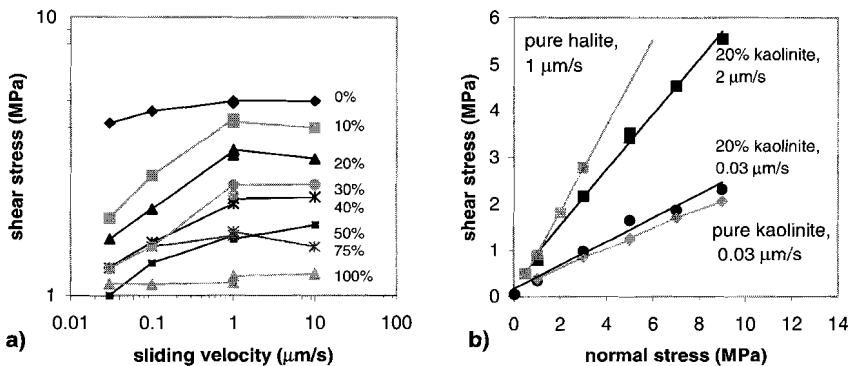 10
shear stress (MPa)
0%
10%
20%
30%
40%
50%
75%
100%
1
0.01 0.1 1 10 100
a) sliding velocity (μm/s)
6
5
4
3
2
1
0
shear stress (MPa)
pure halite,
1 μm/s
20% kaolinite,
2 μm/s
20% kaolinite,
0.03 μm/s
pure kaolinite,
0.03 μm/s
0 2 4 6 8 10 12 14
b) normal stress (MPa)